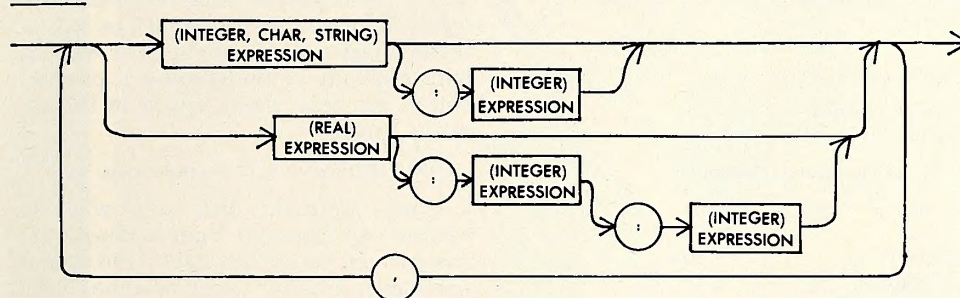 (INTEGER, CHAR, STRING)
EXPRESSION
:
(INTEGER)
EXPRESSION
(REAL)
EXPRESSION
:
(INTEGER)
EXPRESSION
:
(INTEGER)
EXPRESSION
,